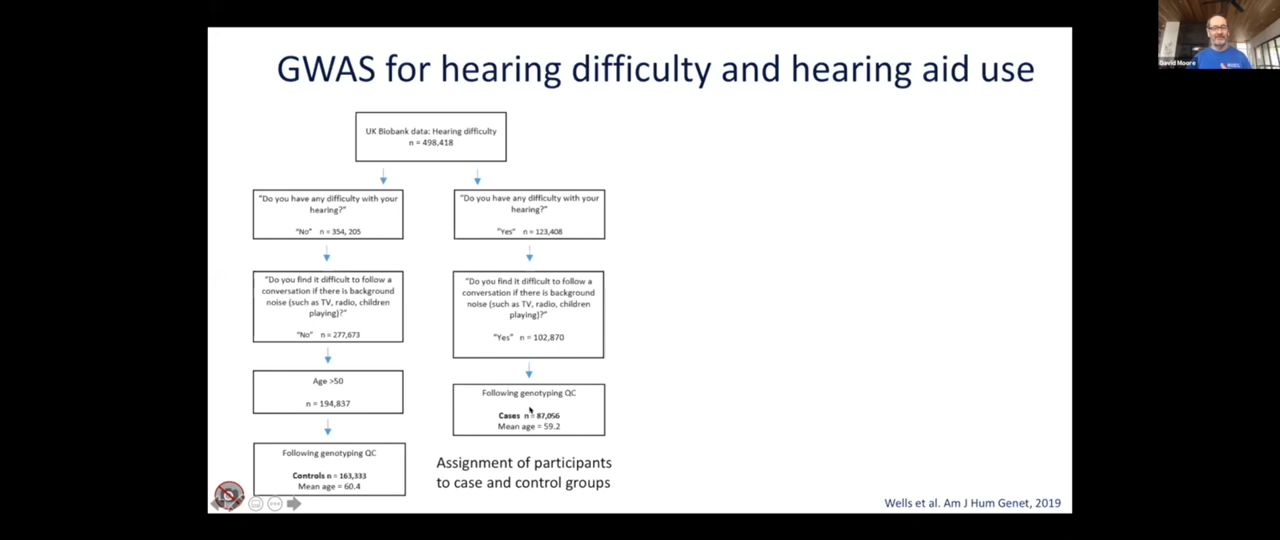 GWAS for hearing difficulty and hearing aid use
David Moore
UK Biobank data: Hearing difficulty
n = 498,418
"Do you have any difficulty with your
hearing?"
"No" n = 354, 205
"Do you have any difficulty with your
hearing?"
"Yes" n = 123,408
"Do you find it difficult to follow a
conversation if there is background
noise (such as TV, radio, children
playing)?"
"No" n = 277,673
"Do you find it difficult to follow a
conversation if there is background
noise (such as TV, radio, children
playing)?"
"Yes" n = 102,870
Age >50
n = 194,837
Following genotyping QC
Cases n = 87,056
Mean age = 59.2
Following genotyping QC
Controls n = 163,333
Mean age = 60.4
Assignment of participants
to case and control groups
Wells et al. Am J Hum Genet, 2019